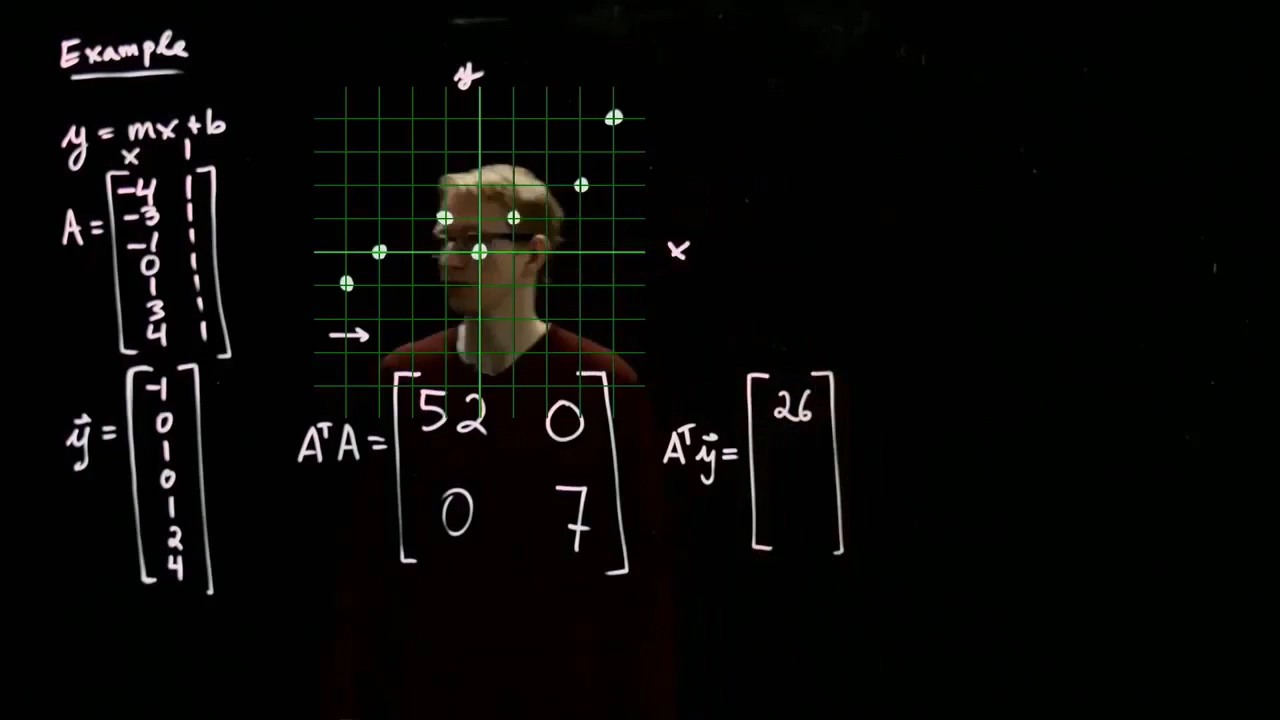 Example
y
y = mx + b
x 1
A = [ -4 1
-3 1
-1 1
0 1
1 1
3 1
4 1 ]
x
→
y⃗ = [ -1
0
1
0
1
2
4 ]
AᵀA = [ 52 0
0 7 ]
Aᵀy⃗ = [ 26 ]